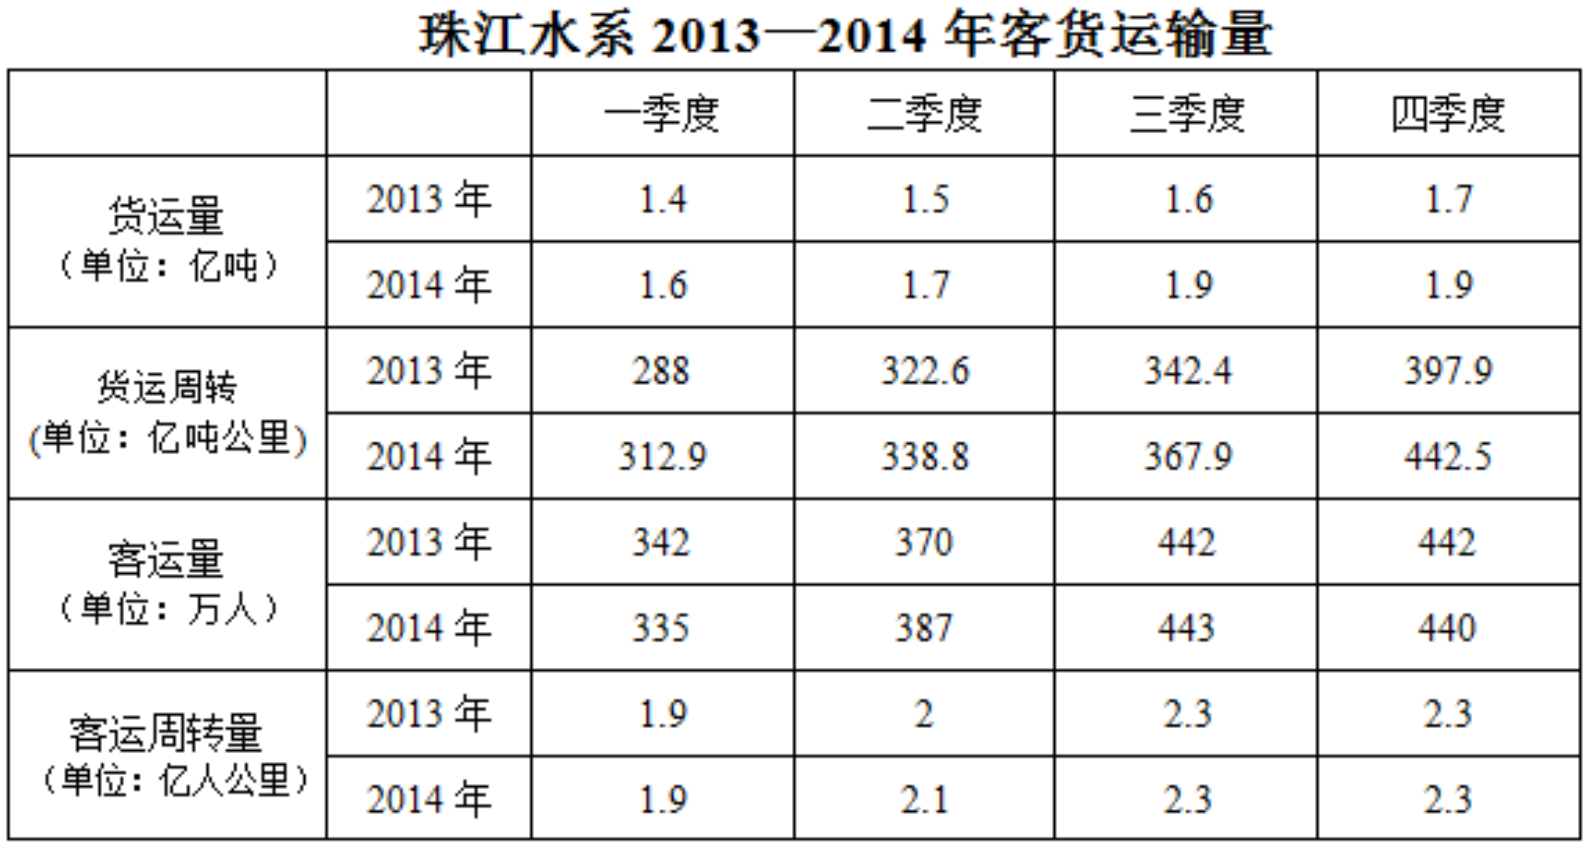 珠江水系 2013—2014 年客货运输量
一季度 二季度 三季度 四季度
货运量
（单位：亿吨）
2013 年 1.4 1.5 1.6 1.7
2014 年 1.6 1.7 1.9 1.9
货运周转
(单位：亿吨公里)
2013 年 288 322.6 342.4 397.9
2014 年 312.9 338.8 367.9 442.5
客运量
（单位：万人）
2013 年 342 370 442 442
2014 年 335 387 443 440
客运周转量
（单位：亿人公里）
2013 年 1.9 2 2.3 2.3
2014 年 1.9 2.1 2.3 2.3